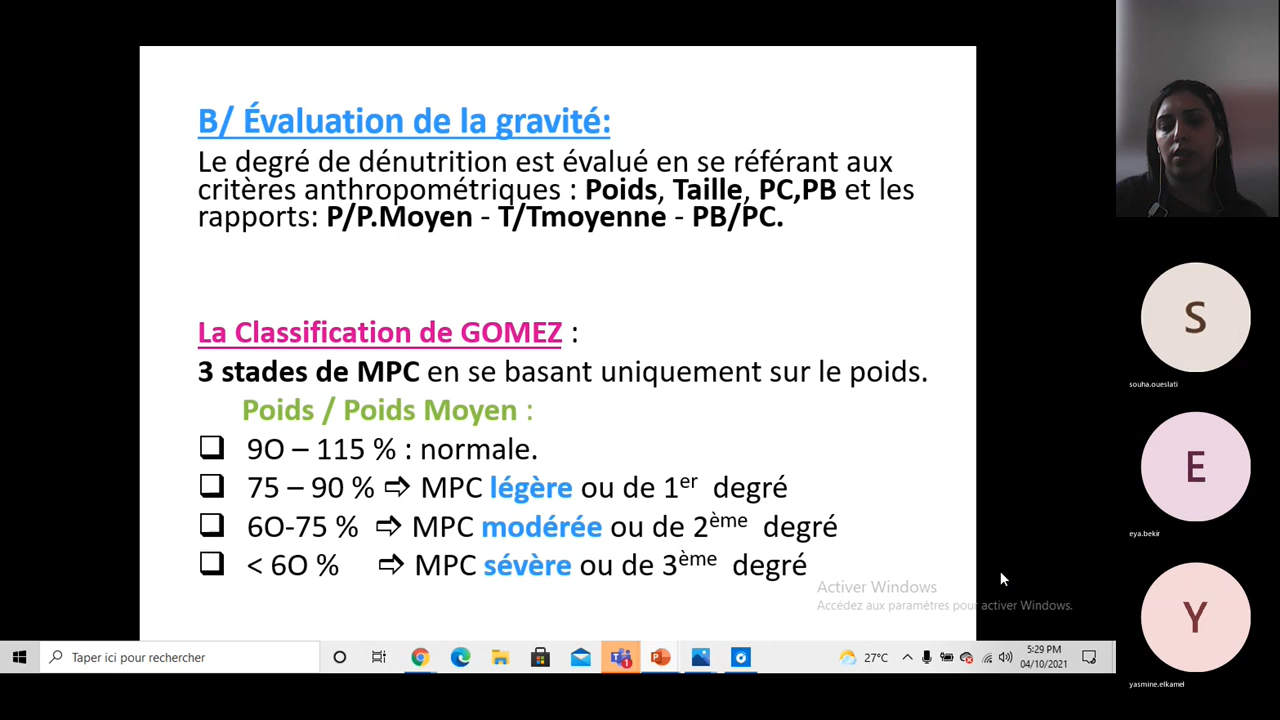 B/ Évaluation de la gravité:
Le degré de dénutrition est évalué en se référant aux
critères anthropométriques : Poids, Taille, PC,PB et les
rapports: P/P.Moyen - T/Tmoyenne - PB/PC.
La Classification de GOMEZ :
3 stades de MPC en se basant uniquement sur le poids.
Poids / Poids Moyen :
❑ 9O – 115 % : normale.
❑ 75 – 90 % ⇨ MPC légère ou de 1er degré
❑ 6O-75 % ⇨ MPC modérée ou de 2ème degré
❑ < 6O % ⇨ MPC sévère ou de 3ème degré
Activer Windows
Accédez aux paramètres pour activer Windows.
Taper ici pour rechercher
27°C
5:29 PM
04/10/2021
S
souha.oueslati
E
eya.bekir
Y
yasmine.elkamel